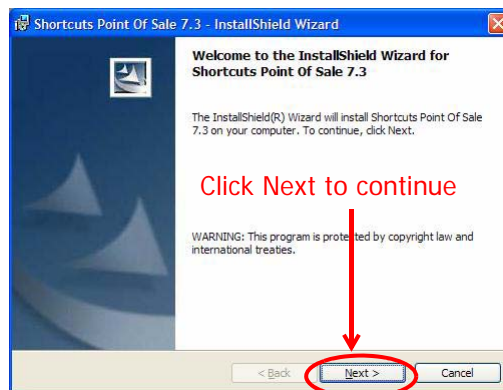 Shortcuts Point Of Sale 7.3 - InstallShield Wizard
Welcome to the InstallShield Wizard for
Shortcuts Point Of Sale 7.3
The InstallShield(R) Wizard will install Shortcuts Point Of Sale
7.3 on your computer. To continue, click Next.
Click Next to continue
WARNING: This program is protected by copyright law and
international treaties.
< Back Next > Cancel